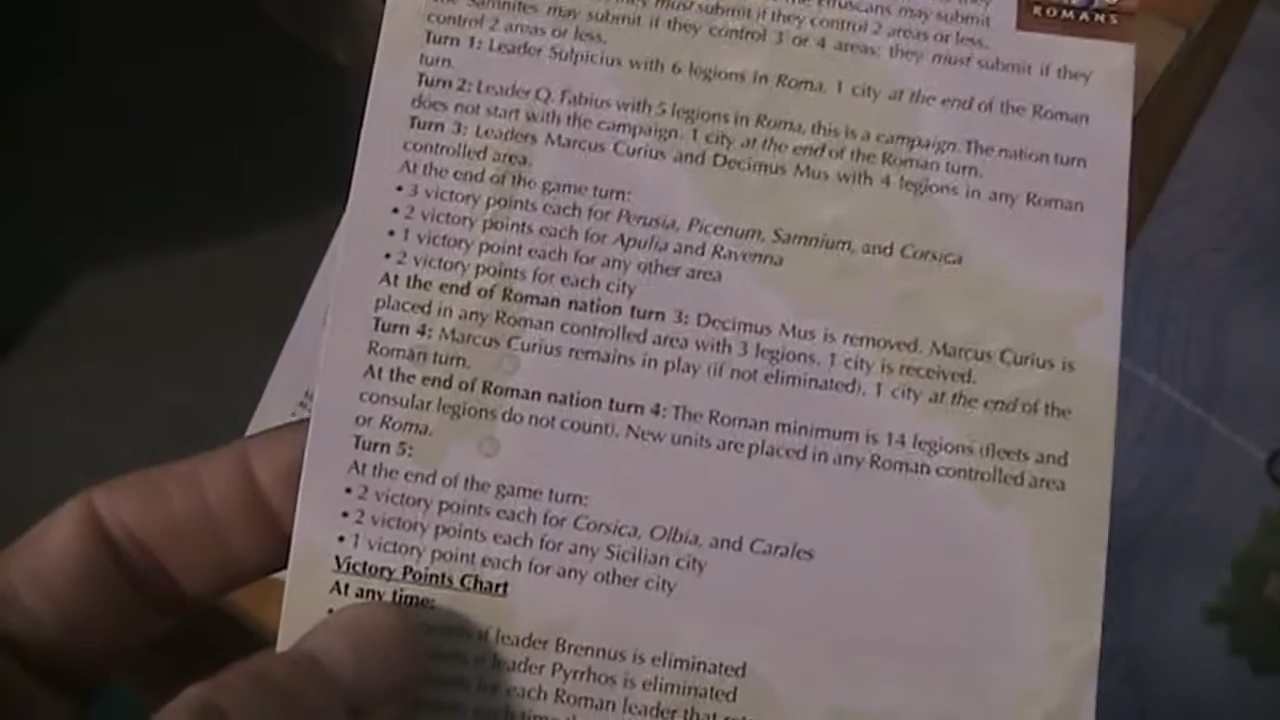 ROMANS
Etruscans may submit
must submit if they control 2 areas or less.
Samnites may submit if they control 3 or 4 areas; they must submit if they
control 2 areas or less.
Turn 1: Leader Sulpicius with 6 legions in Roma. 1 city at the end of the Roman
turn.
Turn 2: Leader Q. Fabius with 5 legions in Roma, this is a campaign. The nation turn
does not start with the campaign. 1 city at the end of the Roman turn.
Turn 3: Leaders Marcus Curius and Decimus Mus with 4 legions in any Roman
controlled area.
At the end of the game turn:
• 3 victory points each for Perusia, Picenum, Samnium, and Corsica
• 2 victory points each for Apulia and Ravenna
• 1 victory point each for any other area
• 2 victory points for each city
At the end of Roman nation turn 3: Decimus Mus is removed. Marcus Curius is
placed in any Roman controlled area with 3 legions. 1 city is received.
Turn 4: Marcus Curius remains in play (if not eliminated). 1 city at the end of the
Roman turn.
At the end of Roman nation turn 4: The Roman minimum is 14 legions (fleets and
consular legions do not count). New units are placed in any Roman controlled area
or Roma.
Turn 5:
At the end of the game turn:
• 2 victory points each for Corsica, Olbia, and Carales
• 2 victory points each for any Sicilian city
• 1 victory point each for any other city
Victory Points Chart
At any time:
if leader Brennus is eliminated
leader Pyrrhos is eliminated
for each Roman leader that
each time